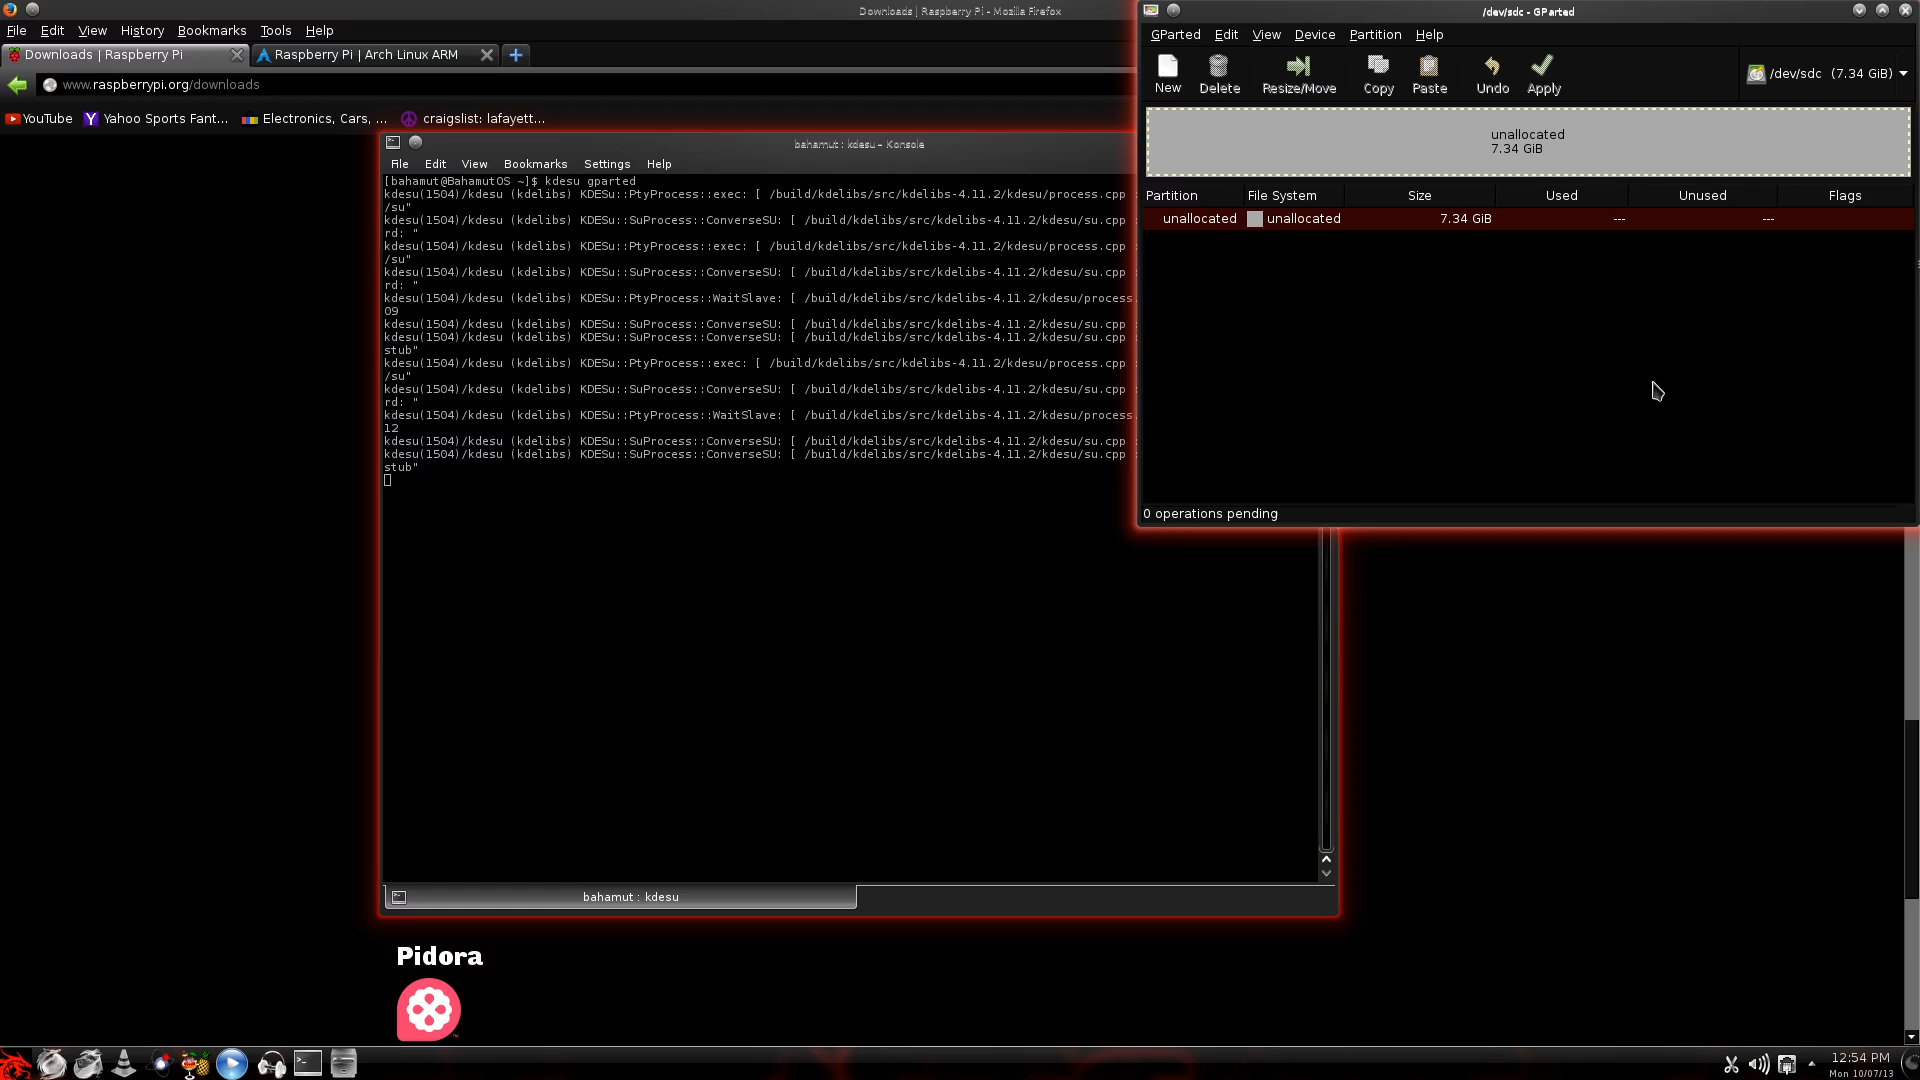 Downloads | Raspberry Pi - Mozilla Firefox
File Edit View History Bookmarks Tools Help
Downloads | Raspberry Pi
Raspberry Pi | Arch Linux ARM
www.raspberrypi.org/downloads
YouTube
Yahoo Sports Fant...
Electronics, Cars, ...
craigslist: lafayett...
bahamut : kdesu – Konsole
File Edit View Bookmarks Settings Help
[bahamut@BahamutOS ~]$ kdesu gparted
kdesu(1504)/kdesu (kdelibs) KDESu::PtyProcess::exec: [ /build/kdelibs/src/kdelibs-4.11.2/kdesu/process.cpp
/su"
kdesu(1504)/kdesu (kdelibs) KDESu::SuProcess::ConverseSU: [ /build/kdelibs/src/kdelibs-4.11.2/kdesu/su.cpp :
rd: "
kdesu(1504)/kdesu (kdelibs) KDESu::PtyProcess::exec: [ /build/kdelibs/src/kdelibs-4.11.2/kdesu/process.cpp :
/su"
kdesu(1504)/kdesu (kdelibs) KDESu::SuProcess::ConverseSU: [ /build/kdelibs/src/kdelibs-4.11.2/kdesu/su.cpp :
rd: "
kdesu(1504)/kdesu (kdelibs) KDESu::PtyProcess::WaitSlave: [ /build/kdelibs/src/kdelibs-4.11.2/kdesu/process.
09
kdesu(1504)/kdesu (kdelibs) KDESu::SuProcess::ConverseSU: [ /build/kdelibs/src/kdelibs-4.11.2/kdesu/su.cpp :
kdesu(1504)/kdesu (kdelibs) KDESu::SuProcess::ConverseSU: [ /build/kdelibs/src/kdelibs-4.11.2/kdesu/su.cpp :
stub"
kdesu(1504)/kdesu (kdelibs) KDESu::PtyProcess::exec: [ /build/kdelibs/src/kdelibs-4.11.2/kdesu/process.cpp :
/su"
kdesu(1504)/kdesu (kdelibs) KDESu::SuProcess::ConverseSU: [ /build/kdelibs/src/kdelibs-4.11.2/kdesu/su.cpp :
rd: "
kdesu(1504)/kdesu (kdelibs) KDESu::PtyProcess::WaitSlave: [ /build/kdelibs/src/kdelibs-4.11.2/kdesu/process.
12
kdesu(1504)/kdesu (kdelibs) KDESu::SuProcess::ConverseSU: [ /build/kdelibs/src/kdelibs-4.11.2/kdesu/su.cpp :
kdesu(1504)/kdesu (kdelibs) KDESu::SuProcess::ConverseSU: [ /build/kdelibs/src/kdelibs-4.11.2/kdesu/su.cpp :
stub"
bahamut : kdesu
/dev/sdc - GParted
GParted Edit View Device Partition Help
New Delete Resize/Move Copy Paste Undo Apply
/dev/sdc (7.34 GiB)
unallocated
7.34 GiB
Partition File System Size Used Unused Flags
unallocated unallocated 7.34 GiB --- ---
0 operations pending
Pidora
12:54 PM
Mon 10/07/13